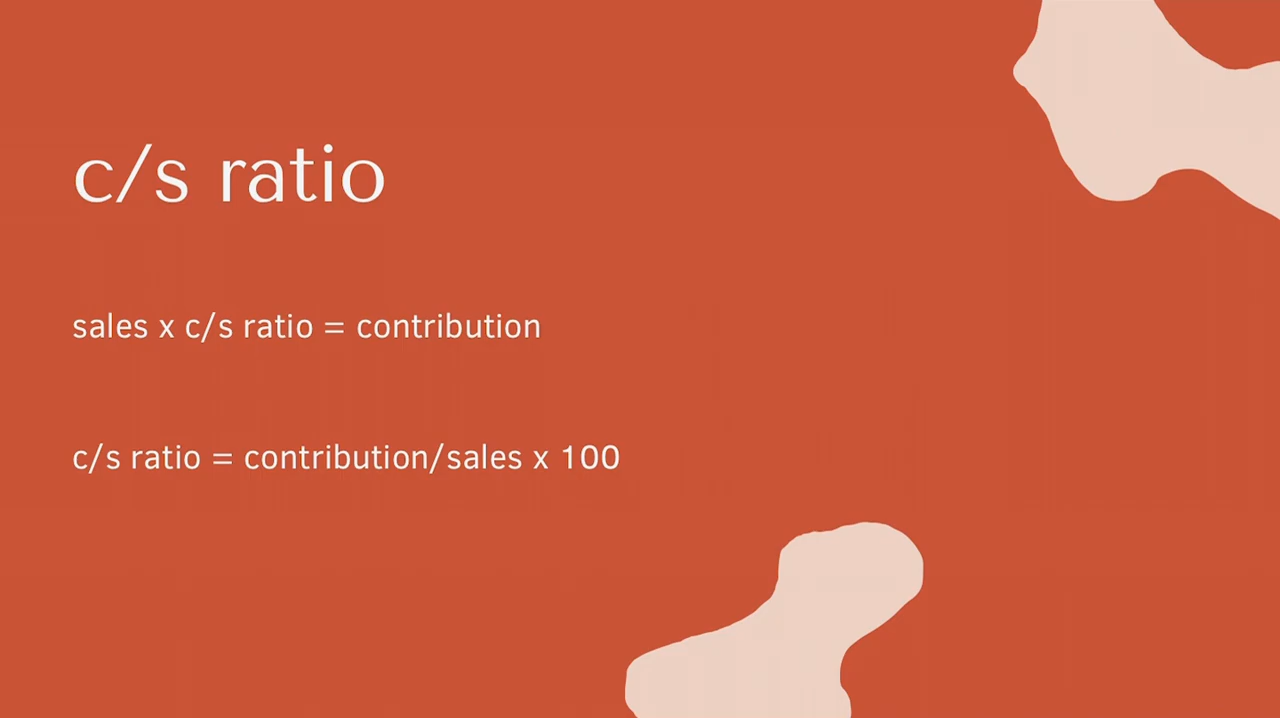 c/s ratio
sales x c/s ratio = contribution
c/s ratio = contribution/sales x 100